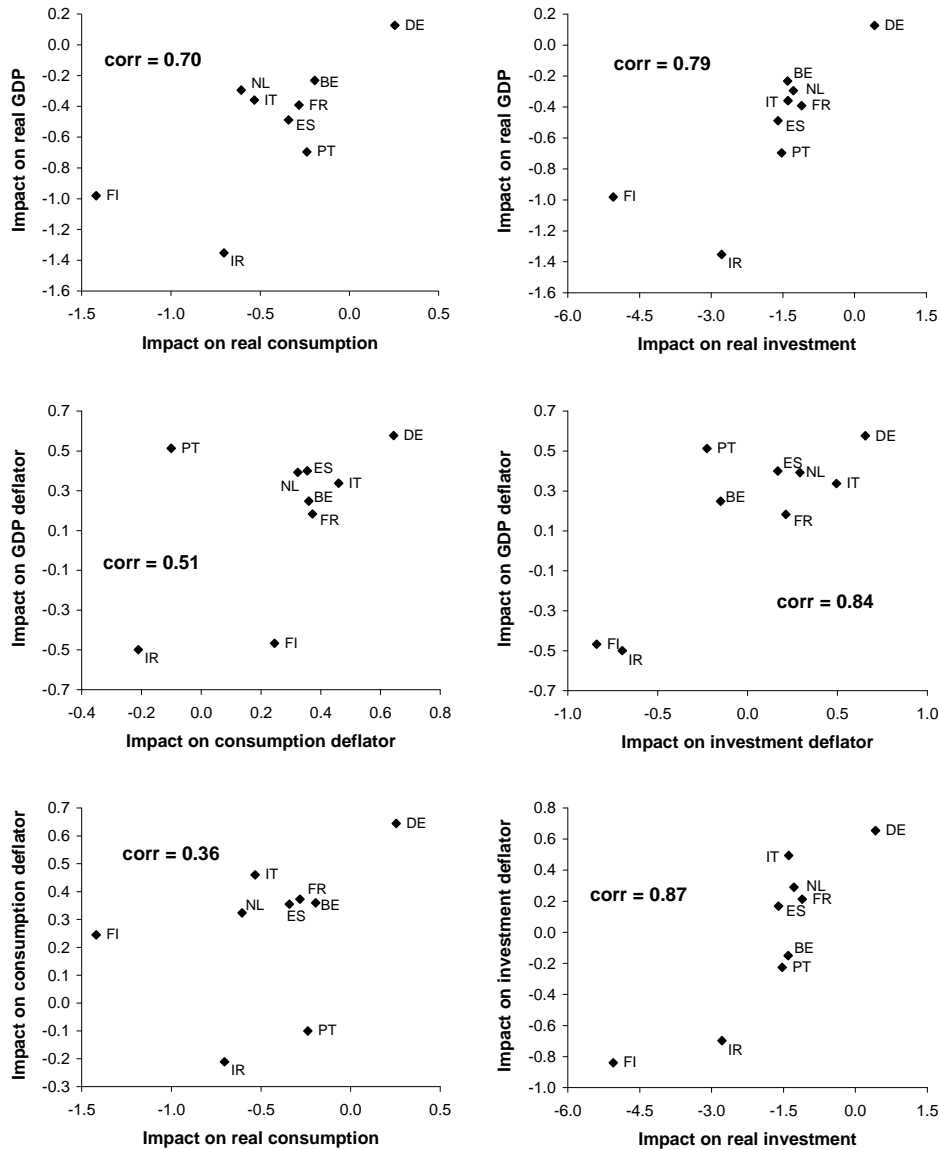 0.2
0.0
-0.2
-0.4
-0.6
-0.8
-1.0
-1.2
-1.4
-1.6
Impact on real GDP
corr = 0.70
DE
BE
NL
IT
FR
ES
PT
FI
IR
-1.5 -1.0 -0.5 0.0 0.5
Impact on real consumption
0.2
0.0
-0.2
-0.4
-0.6
-0.8
-1.0
-1.2
-1.4
-1.6
Impact on real GDP
corr = 0.79
DE
BE
NL
IT
FR
ES
PT
FI
IR
-6.0 -4.5 -3.0 -1.5 0.0 1.5
Impact on real investment
0.7
0.5
0.3
0.1
-0.1
-0.3
-0.5
-0.7
Impact on GDP deflator
corr = 0.51
DE
PT
ES
NL
IT
BE
FR
FI
IR
-0.4 -0.2 0.0 0.2 0.4 0.6 0.8
Impact on consumption deflator
0.7
0.5
0.3
0.1
-0.1
-0.3
-0.5
-0.7
Impact on GDP deflator
corr = 0.84
DE
PT
ES
NL
IT
BE
FR
FI
IR
-1.0 -0.5 0.0 0.5 1.0
Impact on investment deflator
0.7
0.6
0.5
0.4
0.3
0.2
0.1
0.0
-0.1
-0.2
-0.3
Impact on consumption deflator
corr = 0.36
DE
IT
FR
NL
ES
BE
FI
PT
IR
-1.5 -1.0 -0.5 0.0 0.5
Impact on real consumption
0.8
0.6
0.4
0.2
0.0
-0.2
-0.4
-0.6
-0.8
-1.0
Impact on investment deflator
corr = 0.87
DE
IT
NL
FR
ES
BE
PT
IR
FI
-6.0 -4.5 -3.0 -1.5 0.0 1.5
Impact on real investment